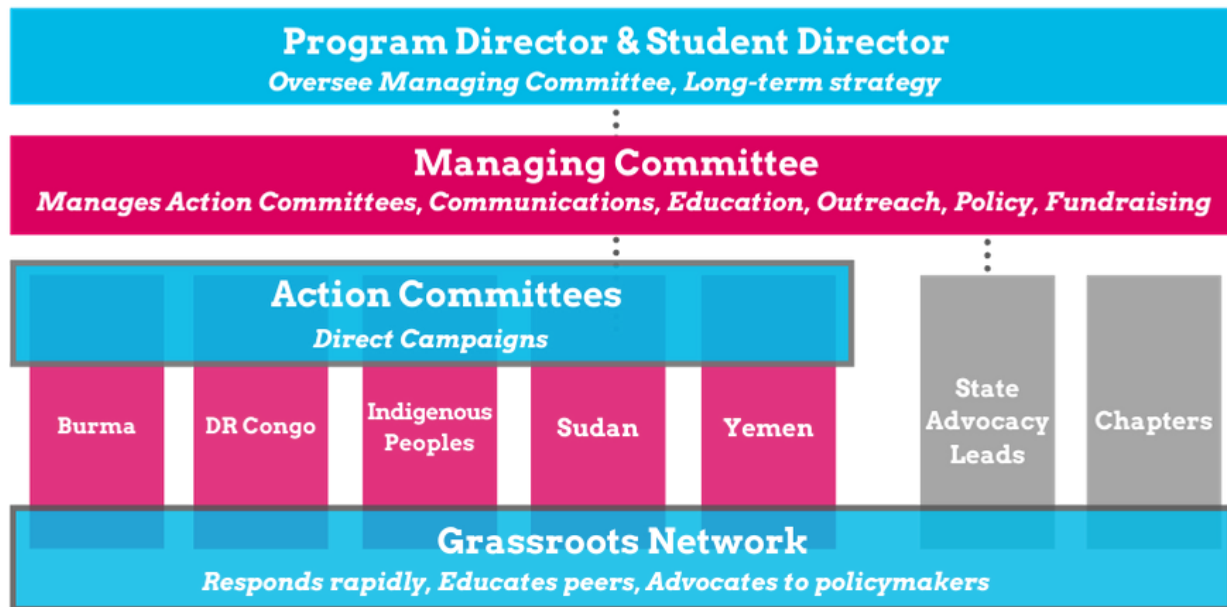 Program Director & Student Director
Oversee Managing Committee, Long-term strategy
Managing Committee
Manages Action Committees, Communications, Education, Outreach, Policy, Fundraising
Action Committees
Direct Campaigns
Burma
DR Congo
Indigenous
Peoples
Sudan
Yemen
State
Advocacy
Leads
Chapters
Grassroots Network
Responds rapidly, Educates peers, Advocates to policymakers